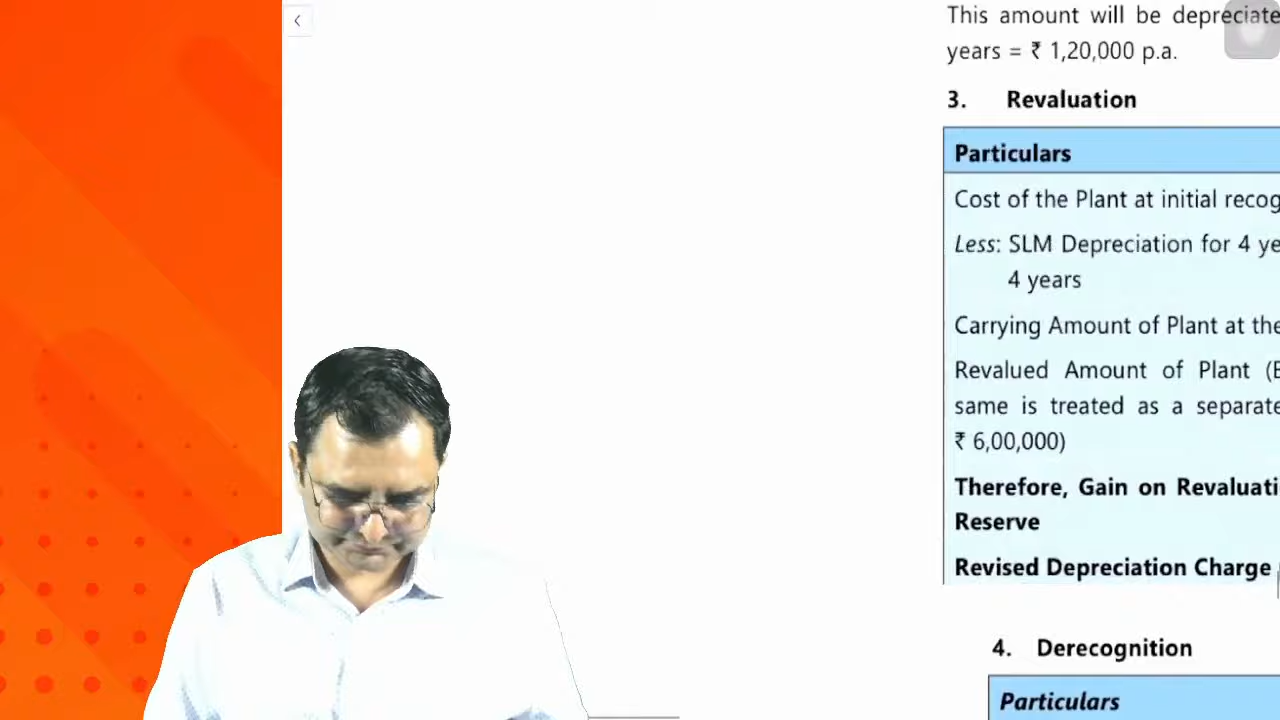 This amount will be depreciate
years = ₹ 1,20,000 p.a.
3. Revaluation
Particulars
Cost of the Plant at initial recog
Less: SLM Depreciation for 4 ye
4 years
Carrying Amount of Plant at the
Revalued Amount of Plant (E
same is treated as a separate
₹ 6,00,000)
Therefore, Gain on Revaluati
Reserve
Revised Depreciation Charge
4. Derecognition
Particulars